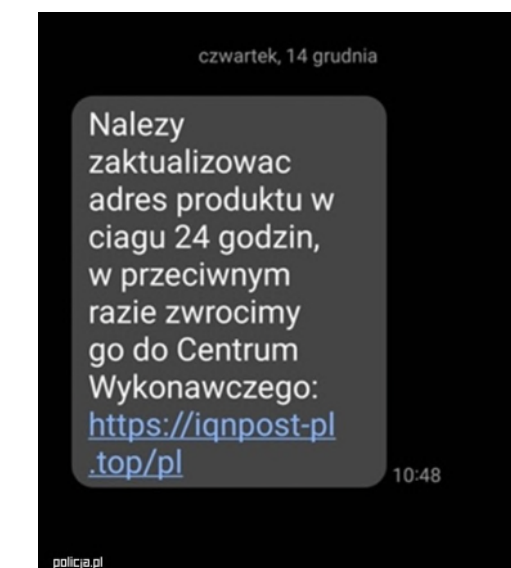 czwartek, 14 grudnia
Nalezy
zaktualizowac
adres produktu w
ciagu 24 godzin,
w przeciwnym
razie zwrocimy
go do Centrum
Wykonawczego:
https://iqnpost-pl
.top/pl
10:48
policja.pl